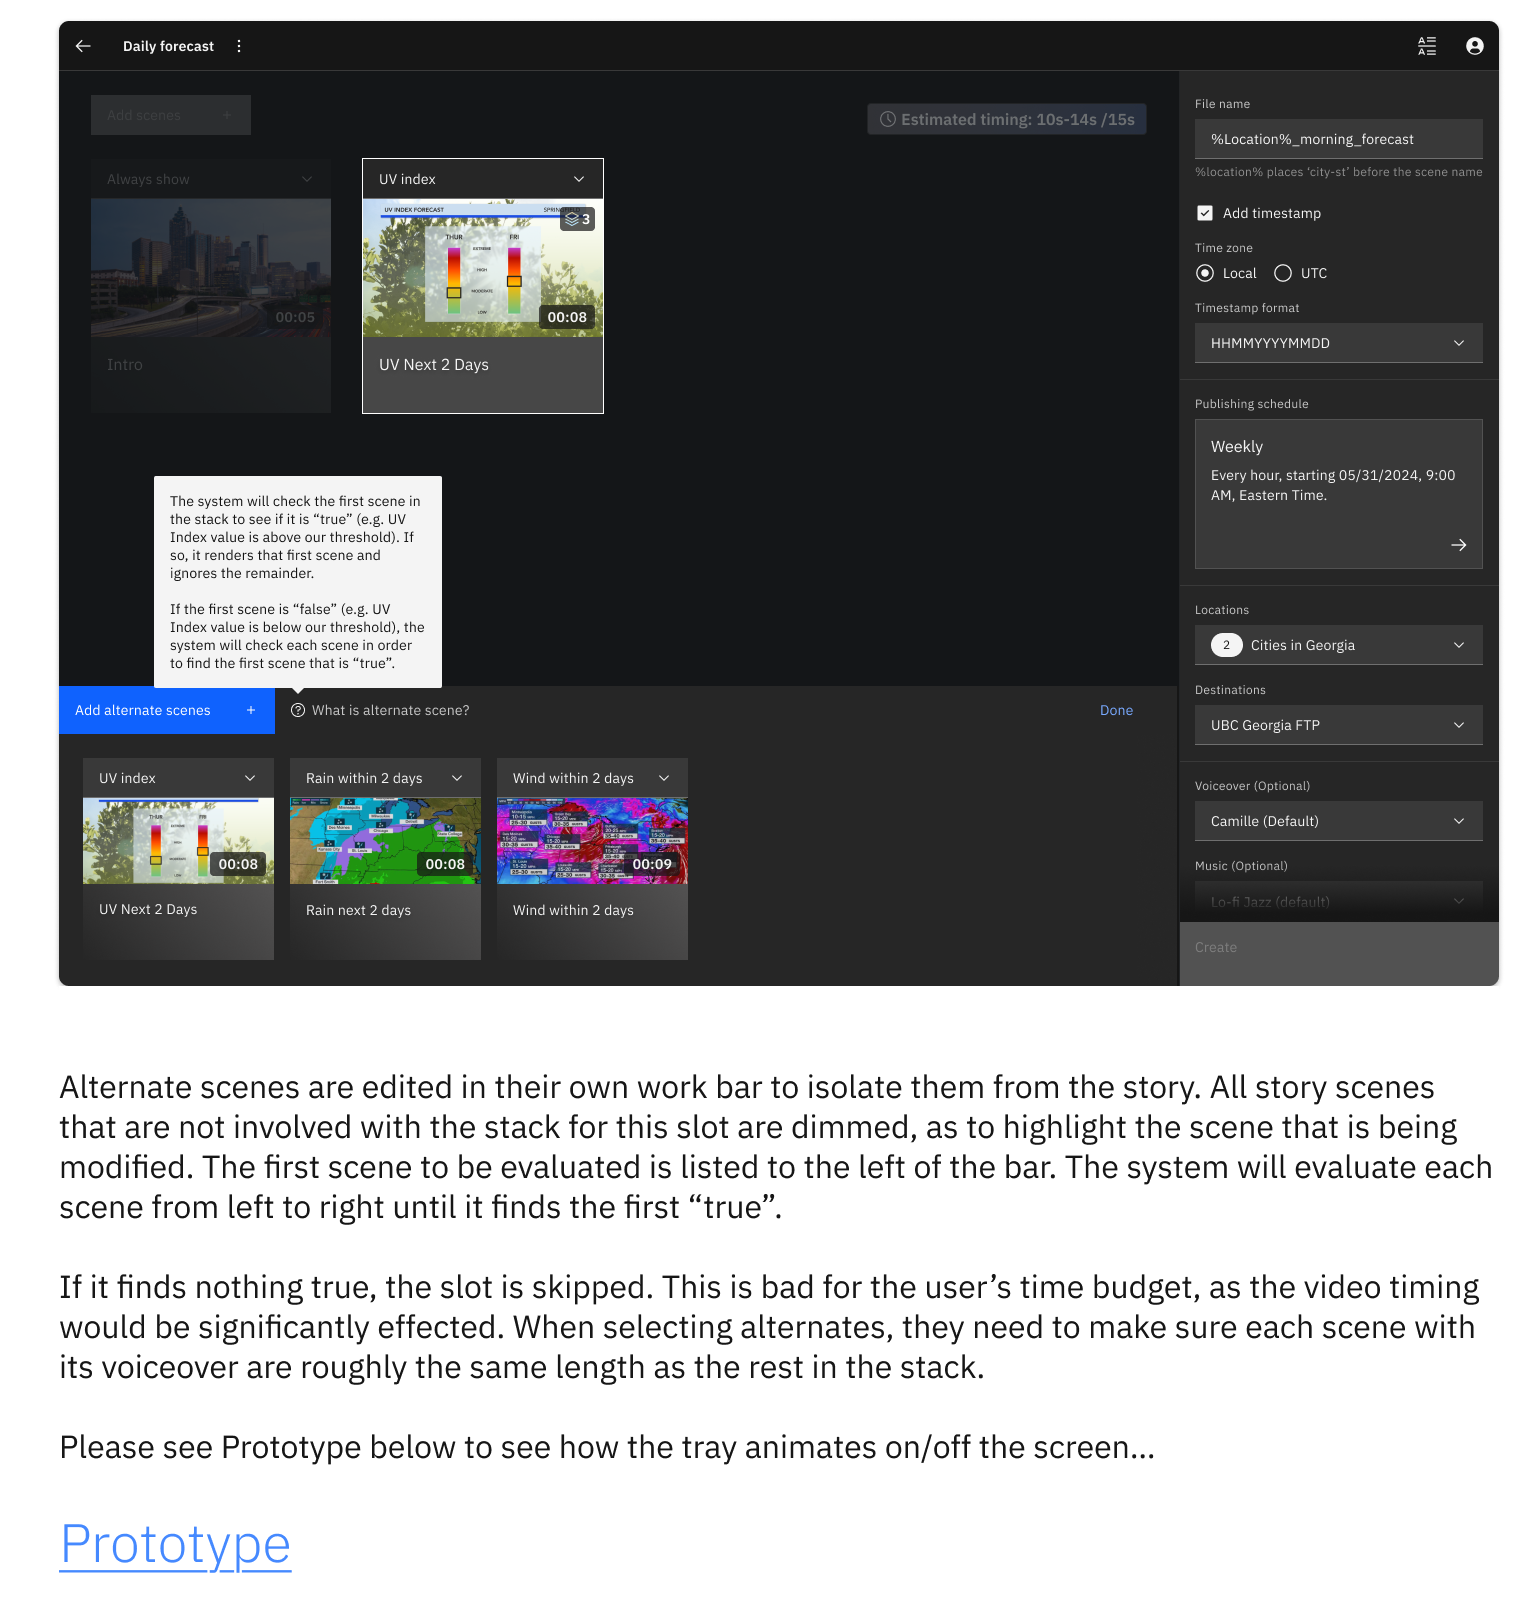 Daily forecast
Add scenes +
Estimated timing: 10s-14s /15s
Always show
00:05
Intro
UV index
UV INDEX FORECAST
3
THUR FRI
EXTREME
HIGH
MODERATE
LOW
00:08
UV Next 2 Days
The system will check the first scene in
the stack to see if it is “true” (e.g. UV
Index value is above our threshold). If
so, it renders that first scene and
ignores the remainder.
If the first scene is “false” (e.g. UV
Index value is below our threshold), the
system will check each scene in order
to find the first scene that is “true”.
Add alternate scenes +
What is alternate scene?
Done
UV index
THUR FRI
00:08
UV Next 2 Days
Rain within 2 days
00:08
Rain next 2 days
Wind within 2 days
00:09
Wind within 2 days
File name
%Location%_morning_forecast
%location% places ‘city-st’ before the scene name
Add timestamp
Time zone
Local UTC
Timestamp format
HHMMYYYYMMDD
Publishing schedule
Weekly
Every hour, starting 05/31/2024, 9:00
AM, Eastern Time.
Locations
2 Cities in Georgia
Destinations
UBC Georgia FTP
Voiceover (Optional)
Camille (Default)
Music (Optional)
Lo-fi Jazz (default)
Create
Alternate scenes are edited in their own work bar to isolate them from the story. All story scenes
that are not involved with the stack for this slot are dimmed, as to highlight the scene that is being
modified. The first scene to be evaluated is listed to the left of the bar. The system will evaluate each
scene from left to right until it finds the first “true”.
If it finds nothing true, the slot is skipped. This is bad for the user’s time budget, as the video timing
would be significantly effected. When selecting alternates, they need to make sure each scene with
its voiceover are roughly the same length as the rest in the stack.
Please see Prototype below to see how the tray animates on/off the screen...
Prototype